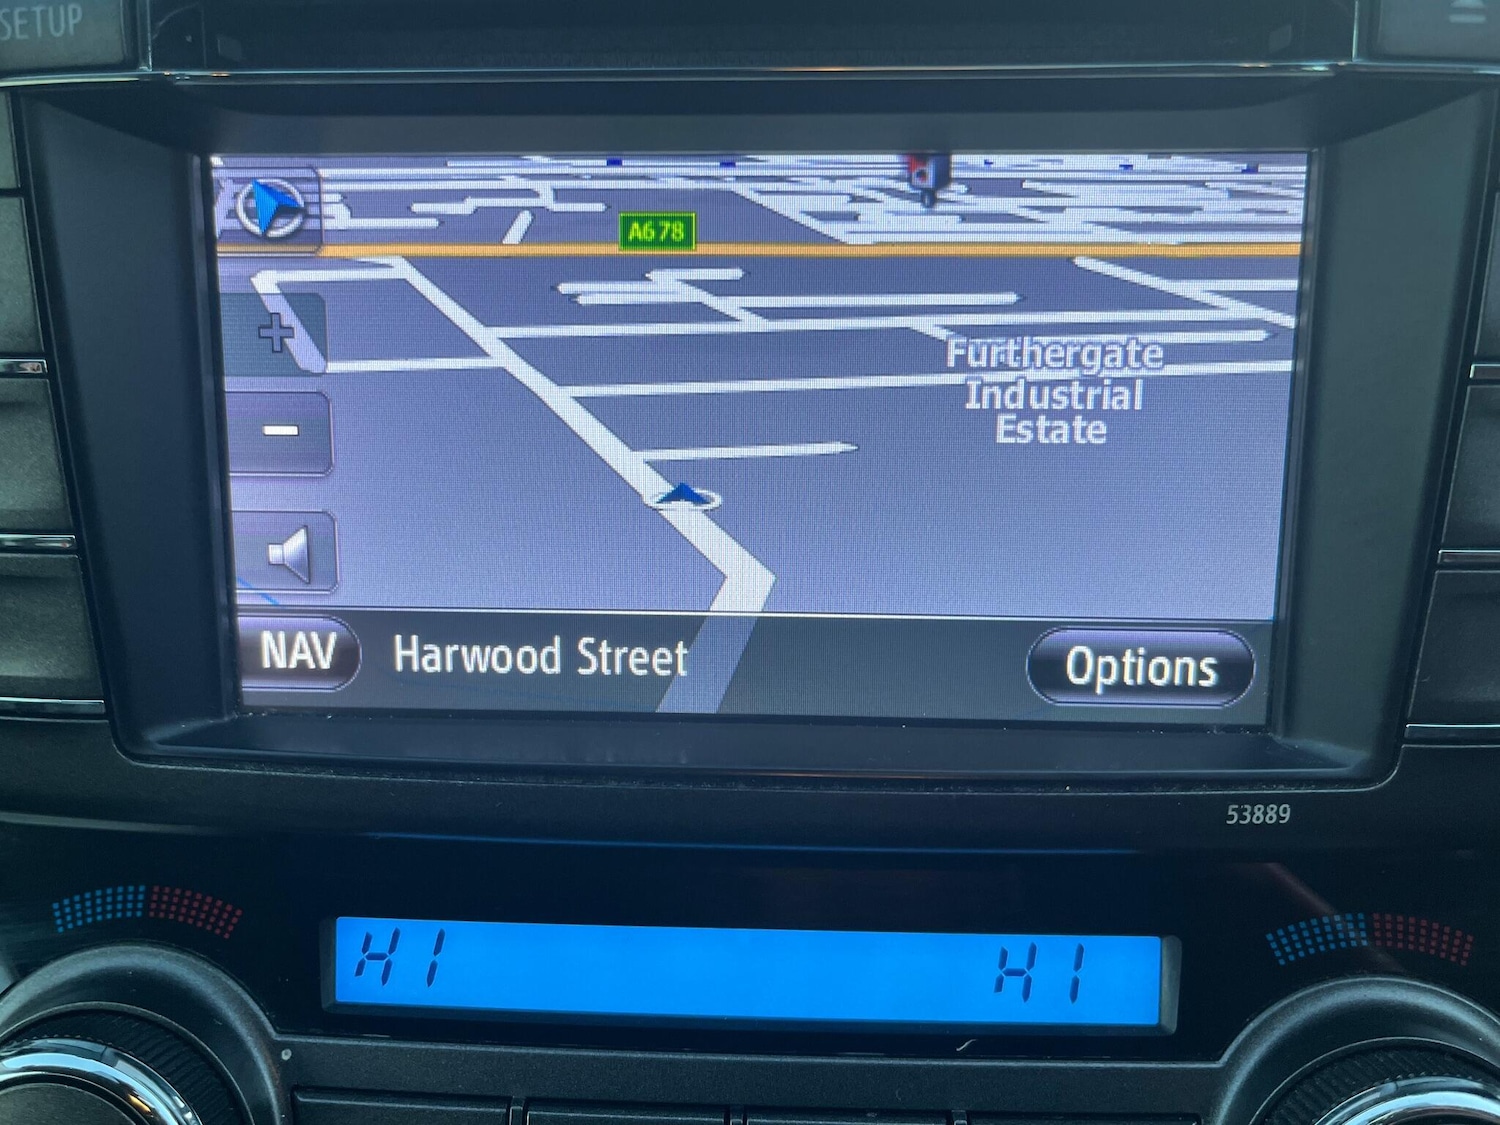 SETUP
A678
Furthergate
Industrial
Estate
NAV
Harwood Street
Options
53889
HI
HI